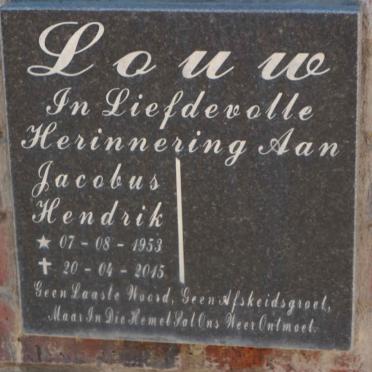 Louw
In Liefdevolle
Herinnering Aan
Jacobus
Hendrik
★ 07 - 08 - 1953
✝ 20 - 04 - 2015
Geen Laaste Woord, Geen Afskeidsgroet,
Maar In Die Hemel Sal Ons Weer Ontmoet.